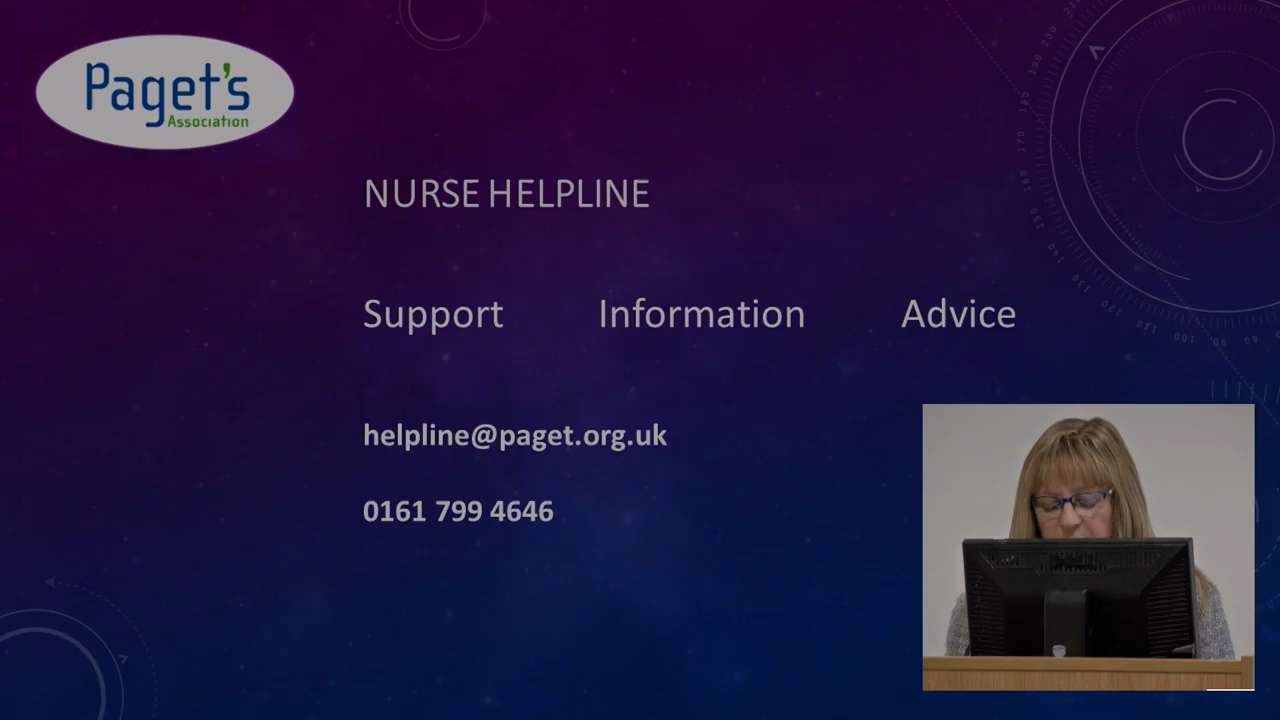 Paget's
Association
NURSE HELPLINE
Support Information Advice
helpline@paget.org.uk
0161 799 4646